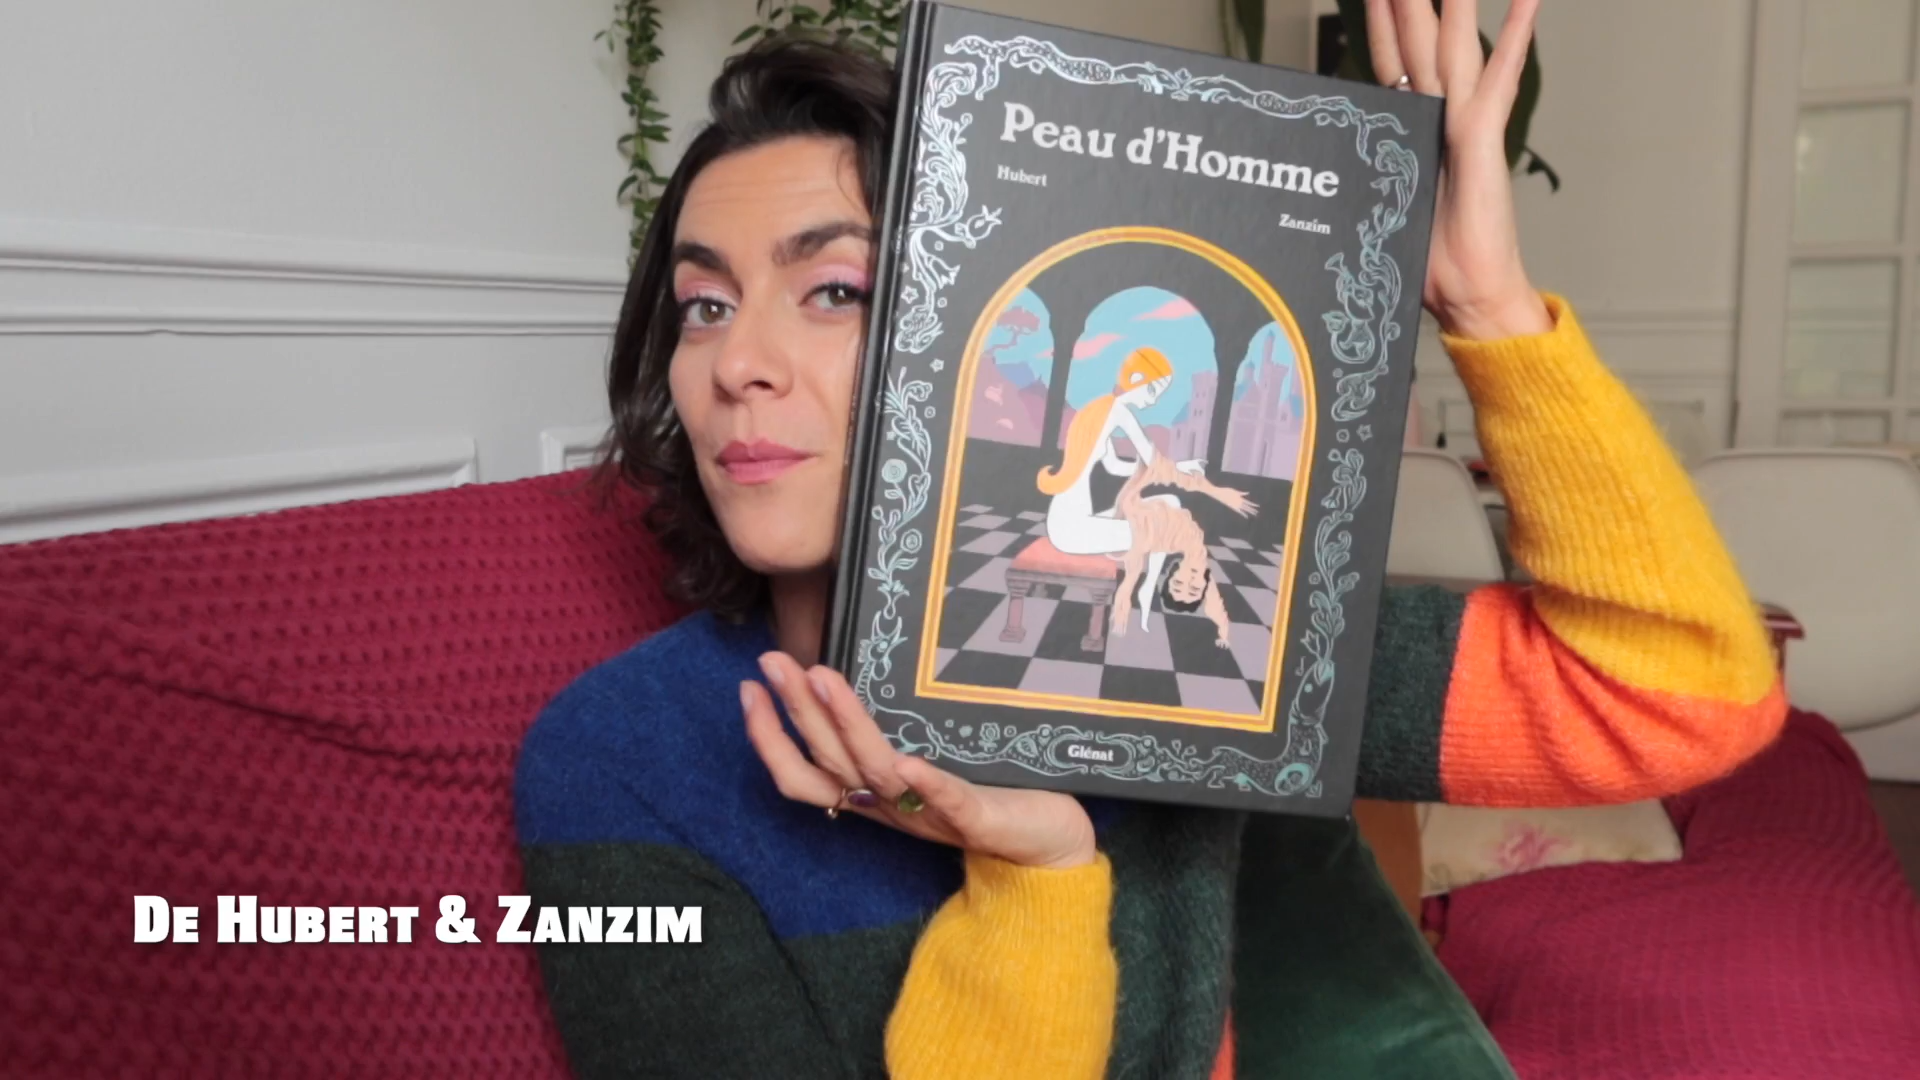 Peau d'Homme
Hubert
Zanzim
Glénat
DE HUBERT & ZANZIM